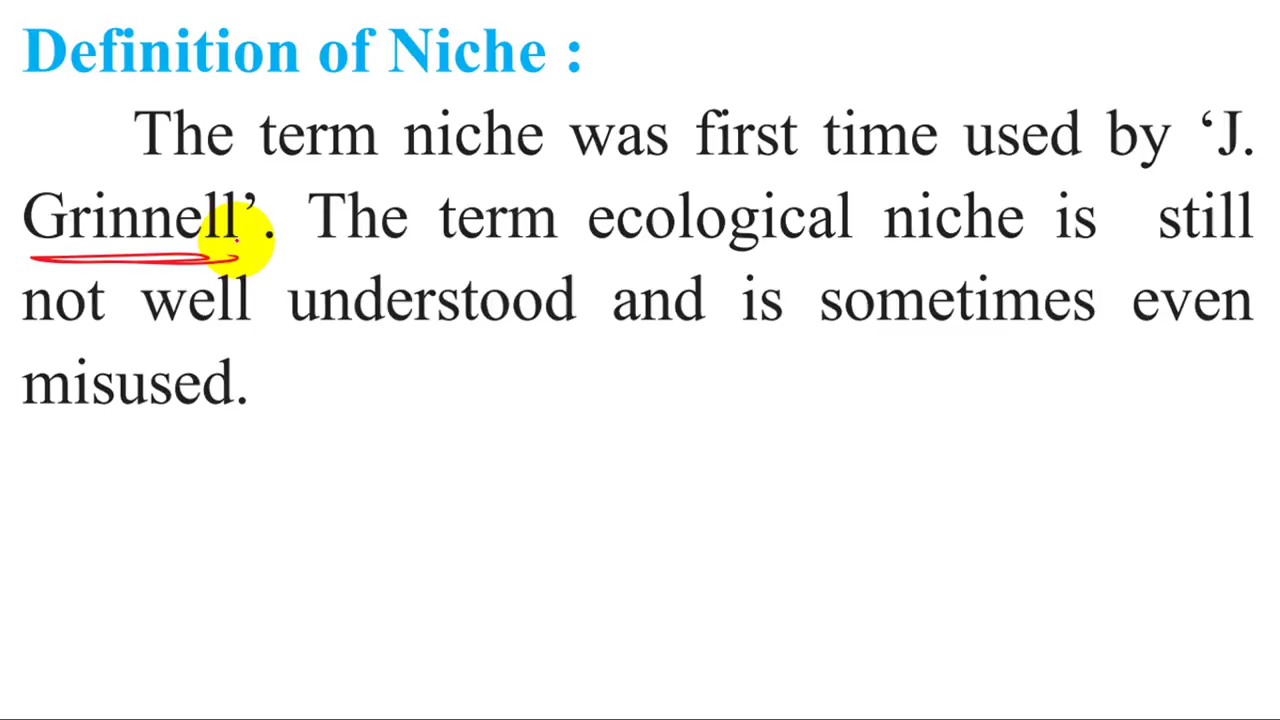 Definition of Niche :
The term niche was first time used by ‘J.
Grinnell’. The term ecological niche is still
not well understood and is sometimes even
misused.